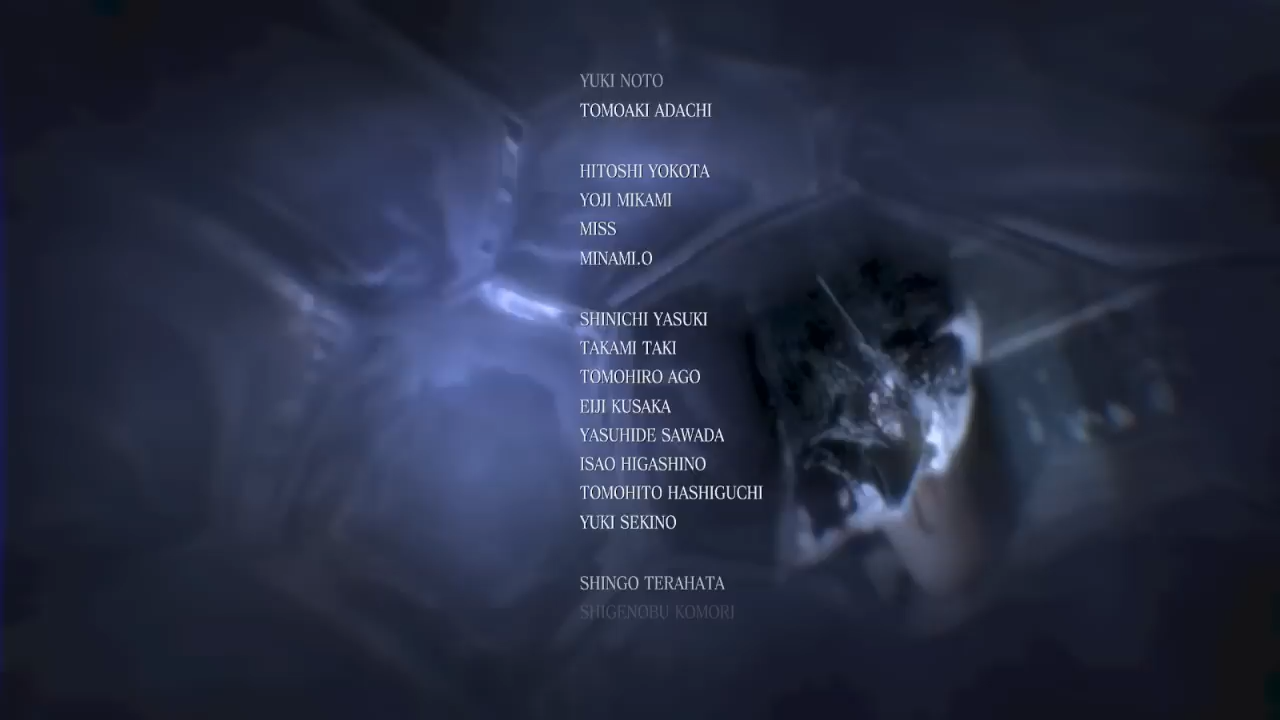 YUKI NOTO
TOMOAKI ADACHI
HITOSHI YOKOTA
YOJI MIKAMI
MISS
MINAMI.O
SHINICHI YASUKI
TAKAMI TAKI
TOMOHIRO AGO
EIJI KUSAKA
YASUHIDE SAWADA
ISAO HIGASHINO
TOMOHITO HASHIGUCHI
YUKI SEKINO
SHINGO TERAHATA
SHIGENOBU KOMORI